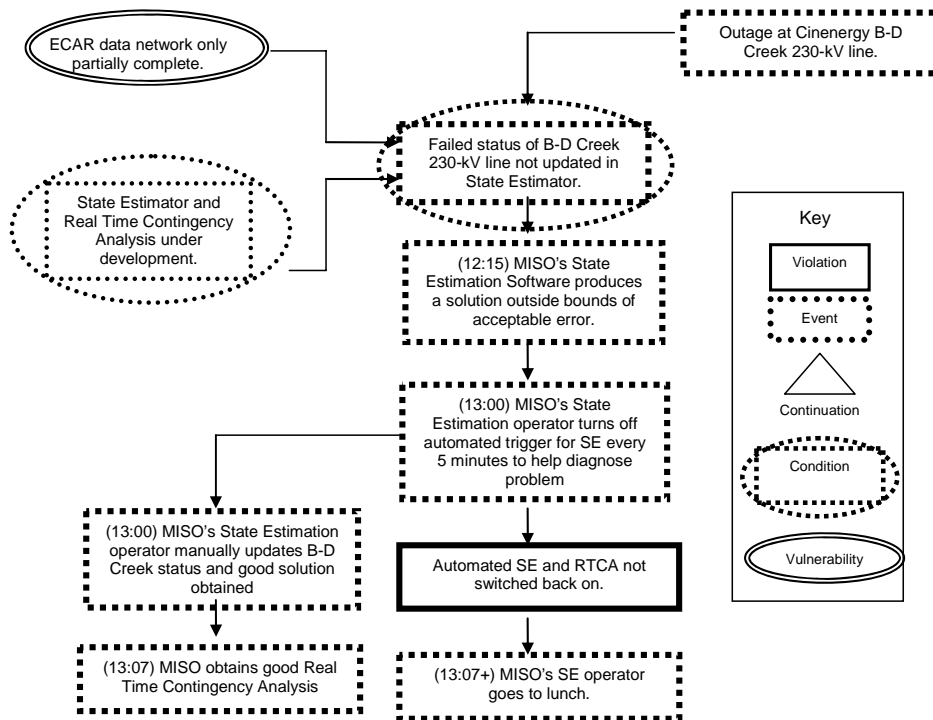 ECAR data network only
partially complete.
Outage at Cinenergy B-D
Creek 230-kV line.
Failed status of B-D Creek
230-kV line not updated in
State Estimator.
State Estimator and
Real Time Contingency
Analysis under
development.
(12:15) MISO's State
Estimation Software produces
a solution outside bounds of
acceptable error.
(13:00) MISO's State
Estimation operator turns off
automated trigger for SE every
5 minutes to help diagnose
problem
(13:00) MISO's State Estimation
operator manually updates B-D
Creek status and good solution
obtained
Automated SE and RTCA not
switched back on.
(13:07) MISO obtains good Real
Time Contingency Analysis
(13:07+) MISO's SE operator
goes to lunch.
Key
Violation
Event
Continuation
Condition
Vulnerability